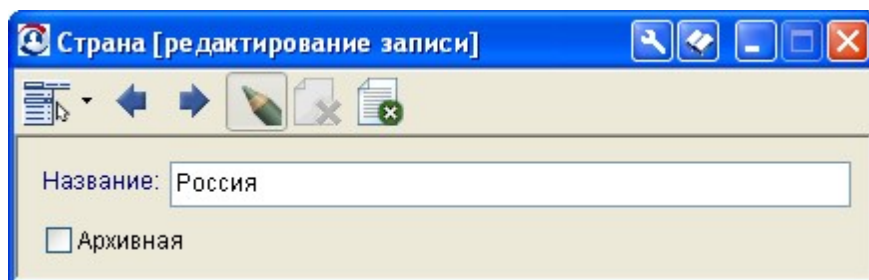 Страна [редактирование записи]
Название: Россия
Архивная